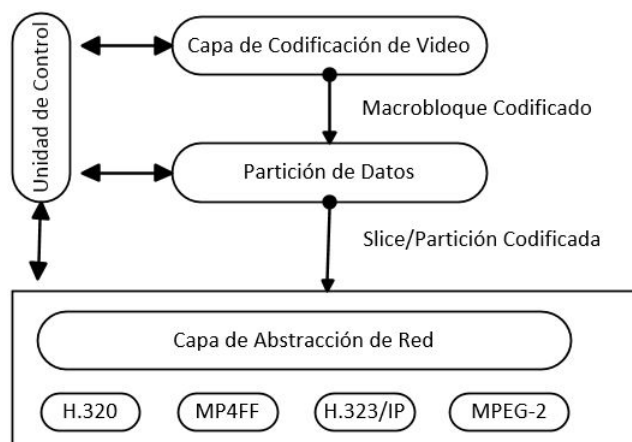 Capa de Codificación de Video
Unidad de Control
Macrobloque Codificado
Partición de Datos
Slice/Partición Codificada
Capa de Abstracción de Red
H.320
MP4FF
H.323/IP
MPEG-2